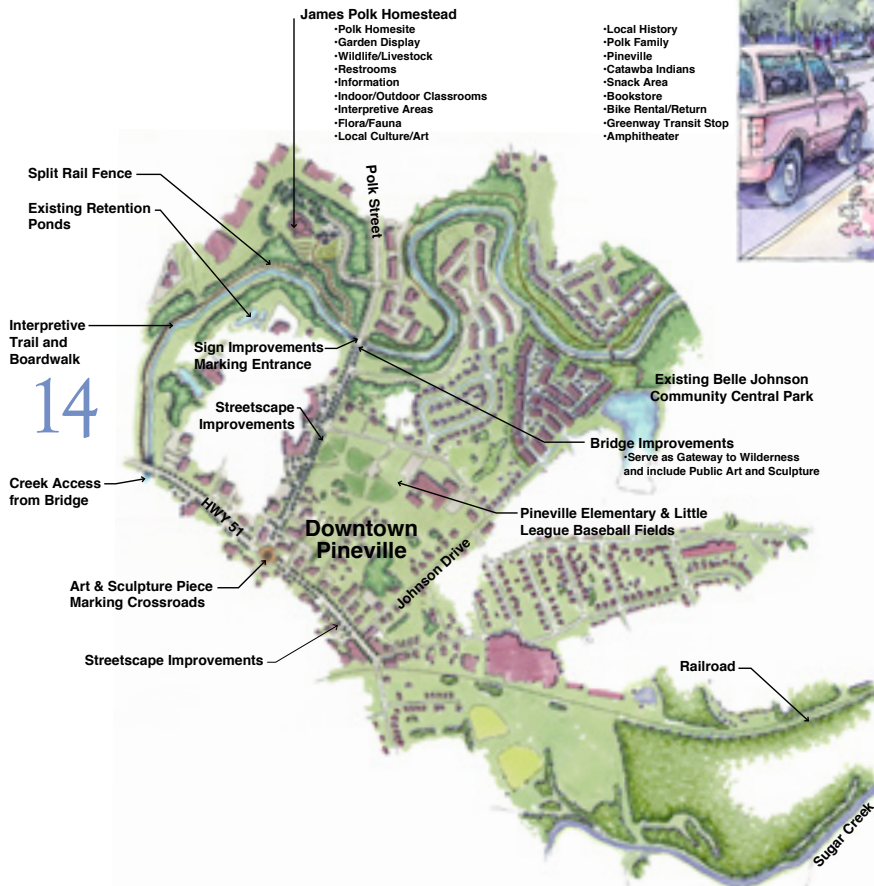 James Polk Homestead
•Polk Homesite
•Garden Display
•Wildlife/Livestock
•Restrooms
•Information
•Indoor/Outdoor Classrooms
•Interpretive Areas
•Flora/Fauna
•Local Culture/Art
•Local History
•Polk Family
•Pineville
•Catawba Indians
•Snack Area
•Bookstore
•Bike Rental/Return
•Greenway Transit Stop
•Amphitheater
Polk Street
Split Rail Fence
Existing Retention
Ponds
Interpretive
Trail and
Boardwalk
14
Sign Improvements
Marking Entrance
Streetscape
Improvements
Existing Belle Johnson
Community Central Park
Bridge Improvements
•Serve as Gateway to Wilderness
and include Public Art and Sculpture
Creek Access
from Bridge
HWY 51
Pineville Elementary & Little
League Baseball Fields
Downtown
Pineville
Johnson Drive
Art & Sculpture Piece
Marking Crossroads
Streetscape Improvements
Railroad
Sugar Creek